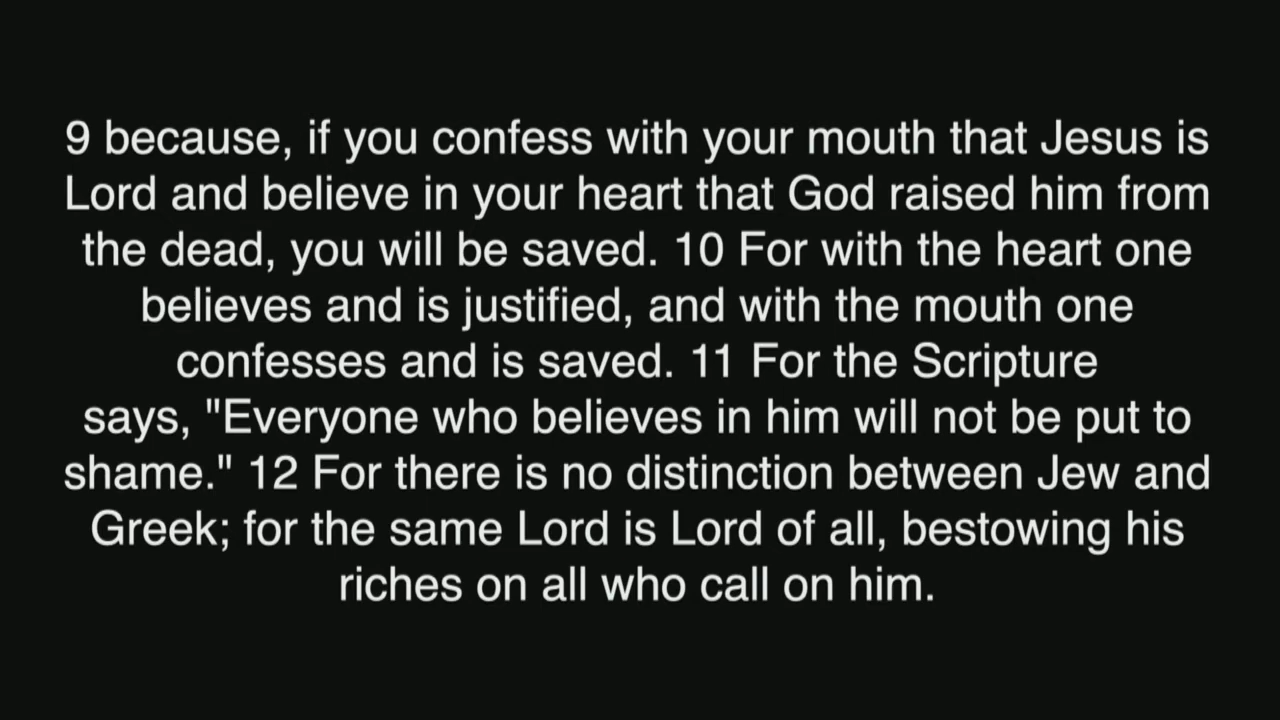 9 because, if you confess with your mouth that Jesus is
Lord and believe in your heart that God raised him from
the dead, you will be saved. 10 For with the heart one
believes and is justified, and with the mouth one
confesses and is saved. 11 For the Scripture
says, "Everyone who believes in him will not be put to
shame." 12 For there is no distinction between Jew and
Greek; for the same Lord is Lord of all, bestowing his
riches on all who call on him.